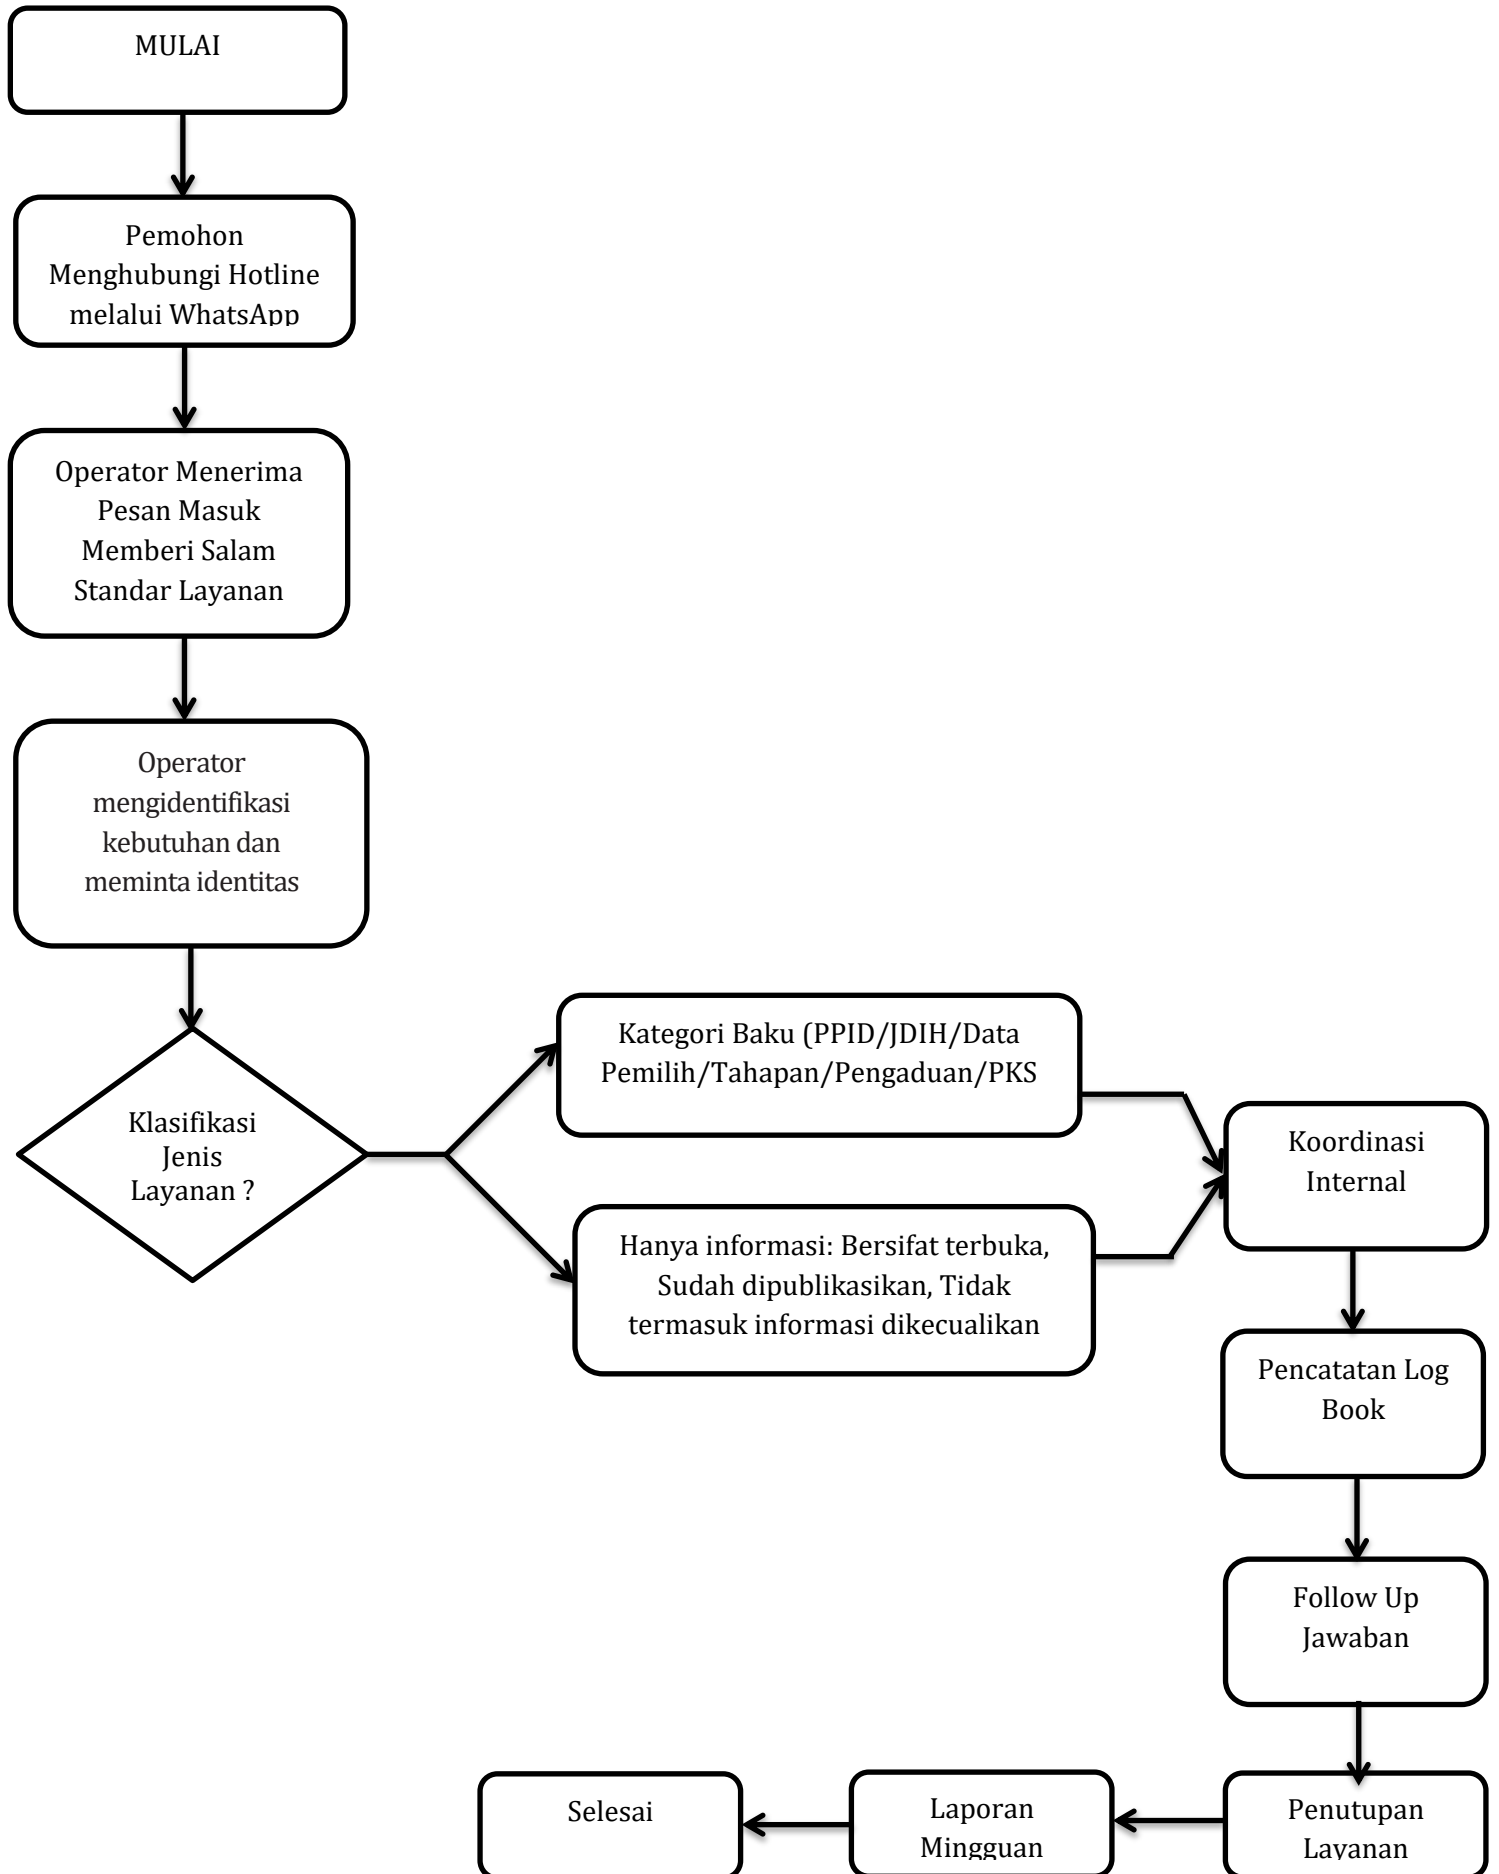 MULAI
Pemohon
Menghubungi Hotline
melalui WhatsApp
Operator Menerima
Pesan Masuk
Memberi Salam
Standar Layanan
Operator
mengidentifikasi
kebutuhan dan
meminta identitas
Klasifikasi
Jenis
Layanan ?
Kategori Baku (PPID/JDIH/Data
Pemilih/Tahapan/Pengaduan/PKS
Hanya informasi: Bersifat terbuka,
Sudah dipublikasikan, Tidak
termasuk informasi dikecualikan
Koordinasi
Internal
Pencatatan Log
Book
Follow Up
Jawaban
Penutupan
Layanan
Laporan
Mingguan
Selesai